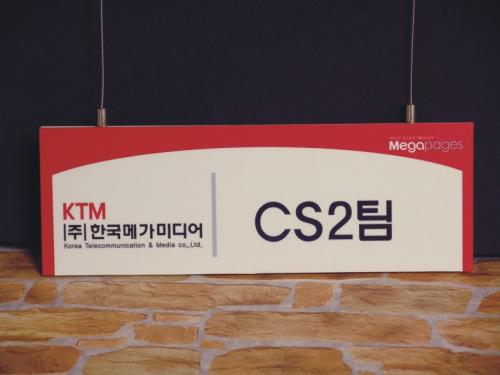 Megapages
KTM
|주| 한국메가미디어
Korea Telecommunication & Media co.,Ltd.
CS2팀